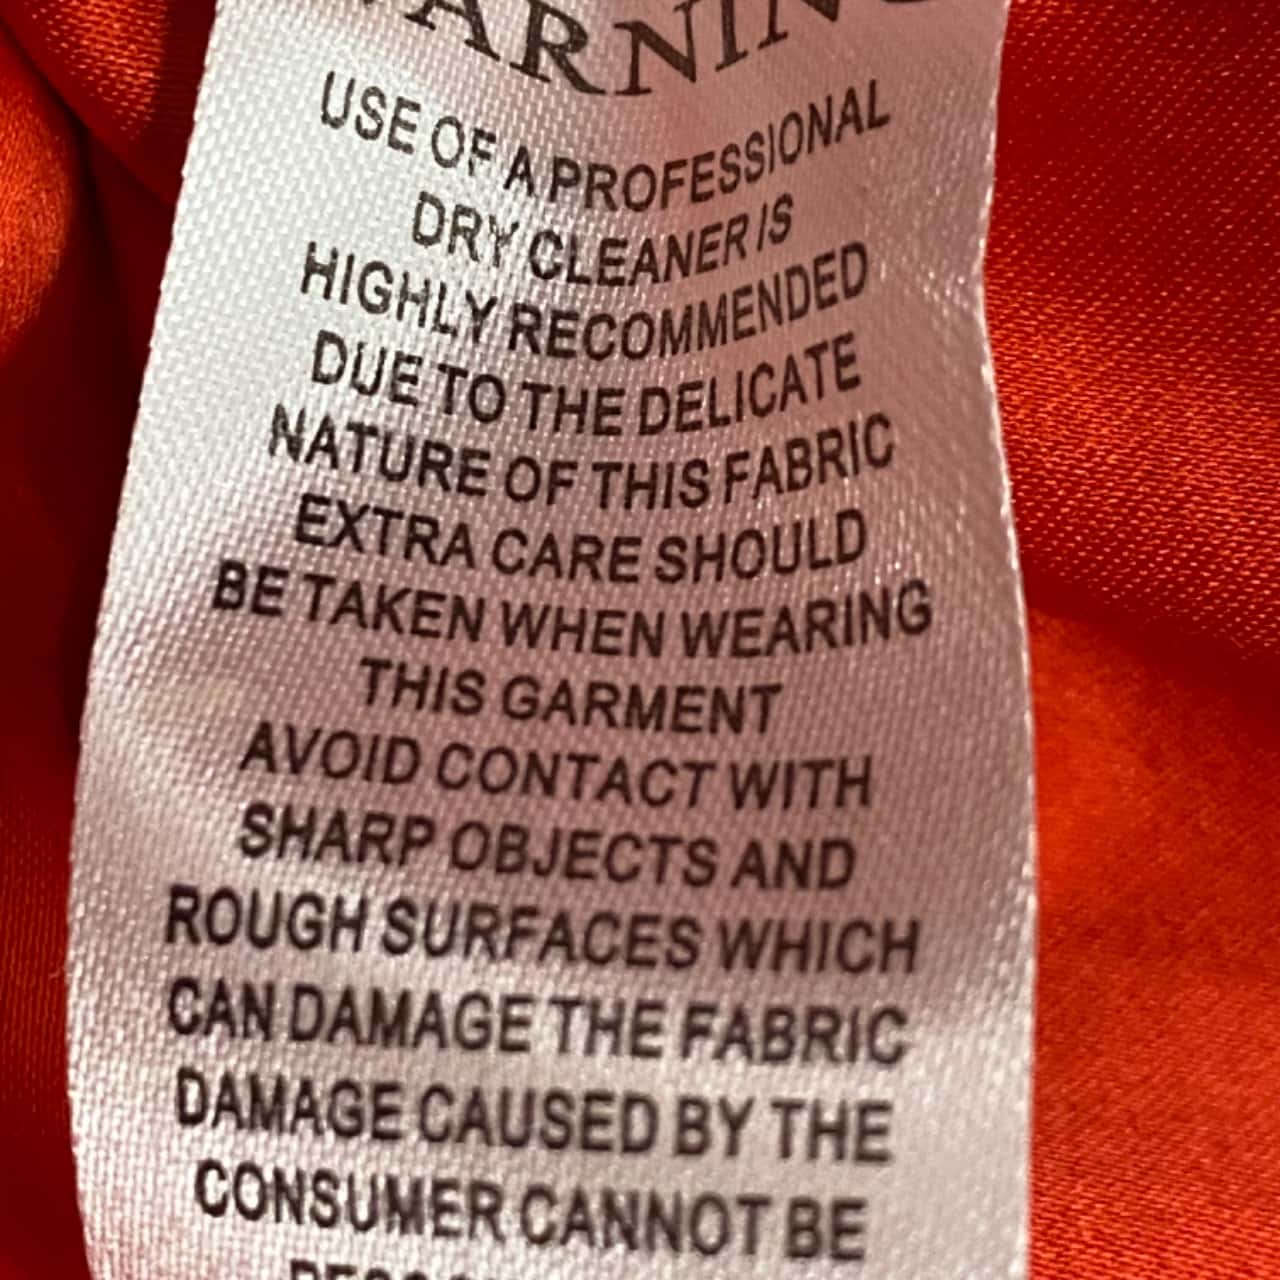 WARNING
USE OF A PROFESSIONAL
DRY CLEANER IS
HIGHLY RECOMMENDED
DUE TO THE DELICATE
NATURE OF THIS FABRIC
EXTRA CARE SHOULD
BE TAKEN WHEN WEARING
THIS GARMENT
AVOID CONTACT WITH
SHARP OBJECTS AND
ROUGH SURFACES WHICH
CAN DAMAGE THE FABRIC
DAMAGE CAUSED BY THE
CONSUMER CANNOT BE